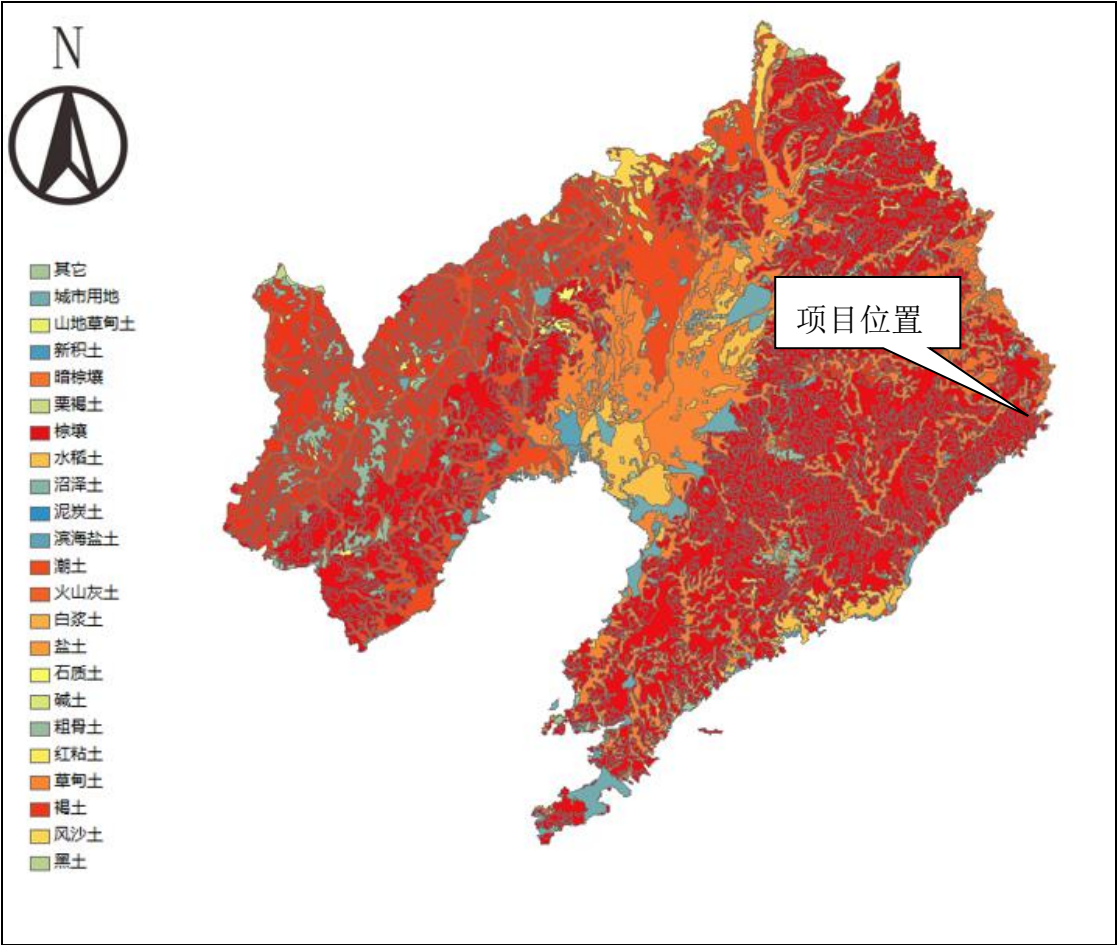 N
其它
城市用地
山地草甸土
新积土
暗棕壤
栗褐土
棕壤
水稻土
沼泽土
泥炭土
滨海盐土
潮土
火山灰土
白浆土
盐土
石质土
碱土
粗骨土
红粘土
草甸土
褐土
风沙土
黑土
项目位置